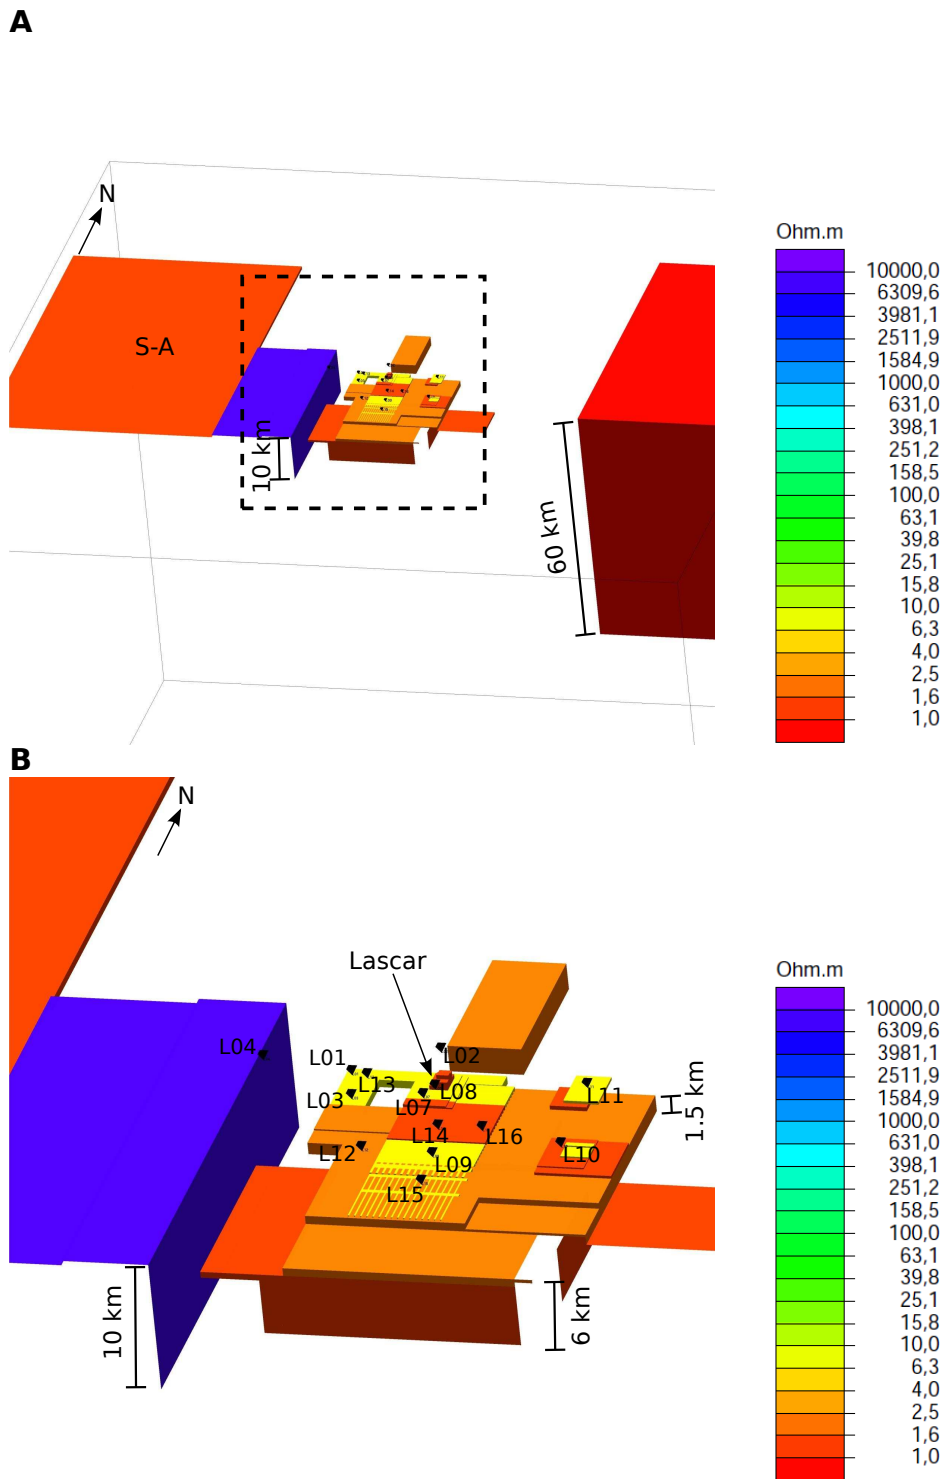 A
N
S-A
10 km
60 km
Ohm.m
10000,0
6309,6
3981,1
2511,9
1584,9
1000,0
631,0
398,1
251,2
158,5
100,0
63,1
39,8
25,1
15,8
10,0
6,3
4,0
2,5
1,6
1,0
B
N
Lascar
L04
L01
L02
L13
L08
L11
L03
L07
1.5 km
L14
L16
L12
L10
L09
L15
10 km
6 km
Ohm.m
10000,0
6309,6
3981,1
2511,9
1584,9
1000,0
631,0
398,1
251,2
158,5
100,0
63,1
39,8
25,1
15,8
10,0
6,3
4,0
2,5
1,6
1,0